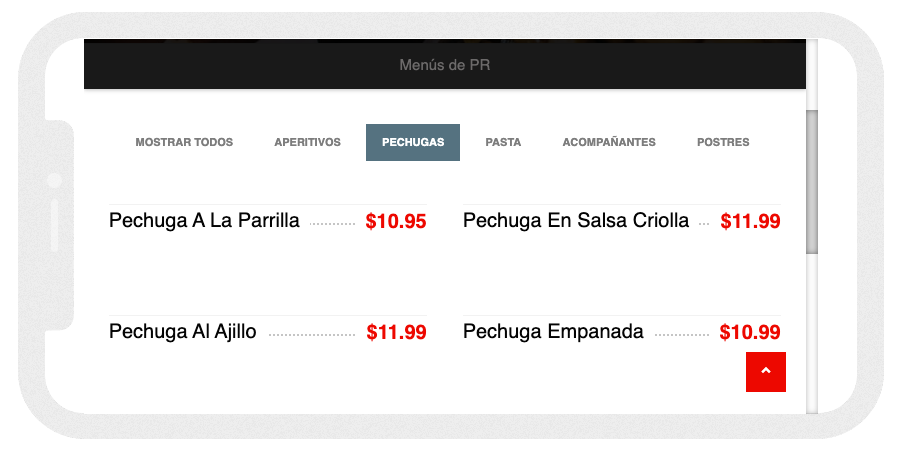 Menús de PR
MOSTRAR TODOS APERITIVOS PECHUGAS PASTA ACOMPAÑANTES POSTRES
Pechuga A La Parrilla $10.95 Pechuga En Salsa Criolla $11.99
Pechuga Al Ajillo $11.99 Pechuga Empanada $10.99